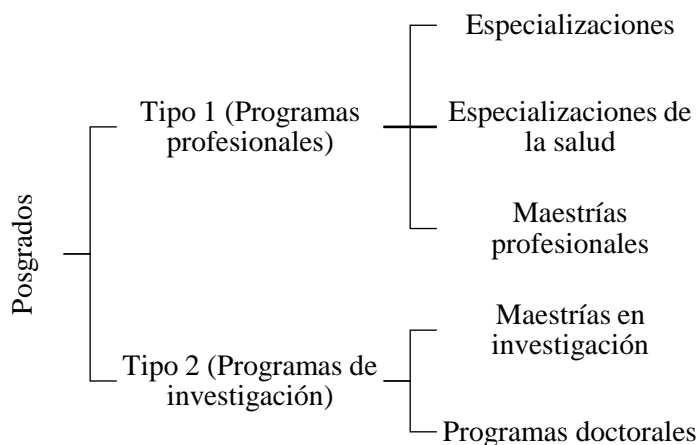 Posgrados
Tipo 1 (Programas
profesionales)
Especializaciones
Especializaciones de
la salud
Maestrías
profesionales
Tipo 2 (Programas de
investigación)
Maestrías en
investigación
Programas doctorales